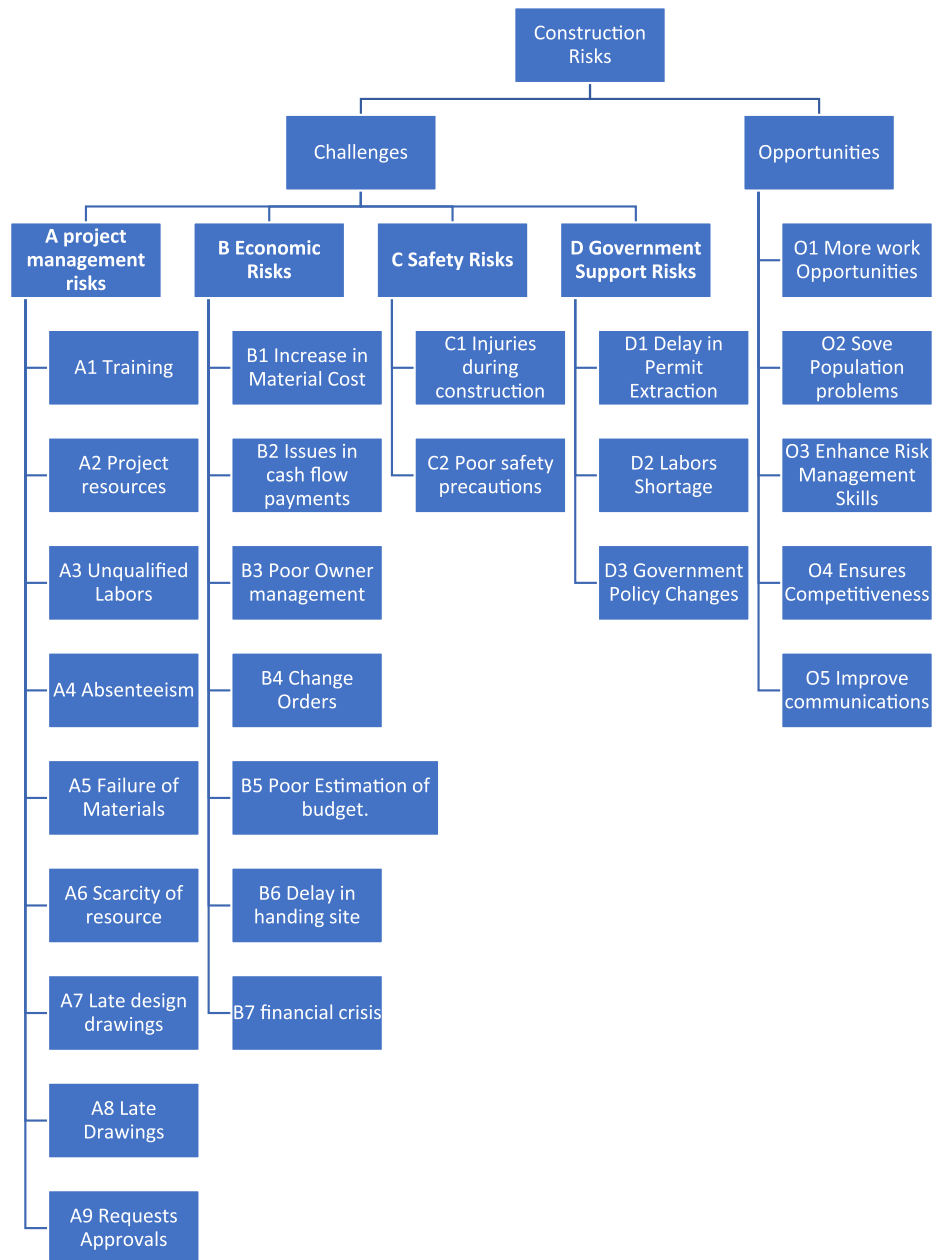 Construction
Risks
Challenges
Opportunities
A project
management
risks
B Economic
Risks
C Safety Risks
D Government
Support Risks
O1 More work
Opportunities
A1 Training
B1 Increase in
Material Cost
C1 Injuries
during
construction
D1 Delay in
Permit
Extraction
O2 Sove
Population
problems
A2 Project
resources
B2 Issues in
cash flow
payments
C2 Poor safety
precautions
D2 Labors
Shortage
O3 Enhance Risk
Management
Skills
A3 Unqualified
Labors
B3 Poor Owner
management
D3 Government
Policy Changes
O4 Ensures
Competitiveness
A4 Absenteeism
B4 Change
Orders
O5 Improve
communications
A5 Failure of
Materials
B5 Poor Estimation of
budget.
A6 Scarcity of
resource
B6 Delay in
handing site
A7 Late design
drawings
B7 financial crisis
A8 Late
Drawings
A9 Requests
Approvals